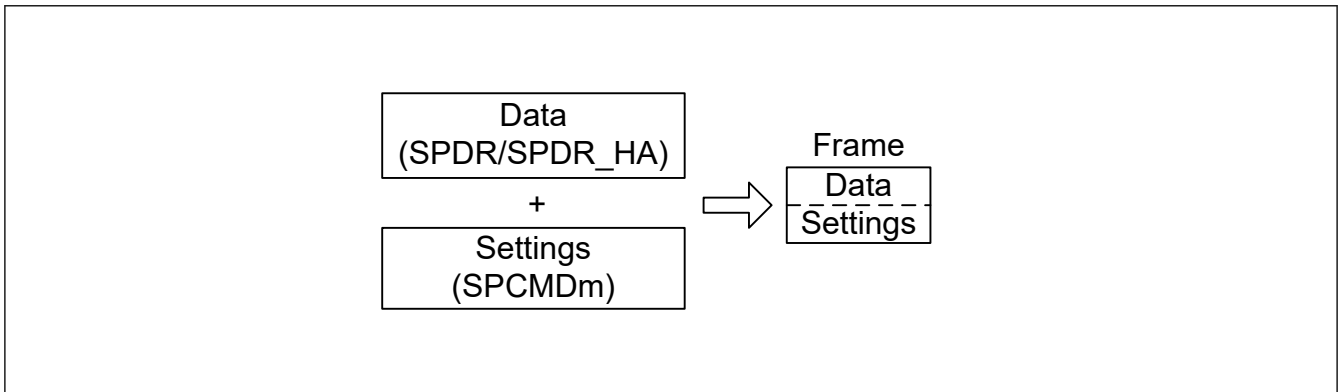 Data
(SPDR/SPDR_HA)
+
Settings
(SPCMDm)
Frame
Data
Settings